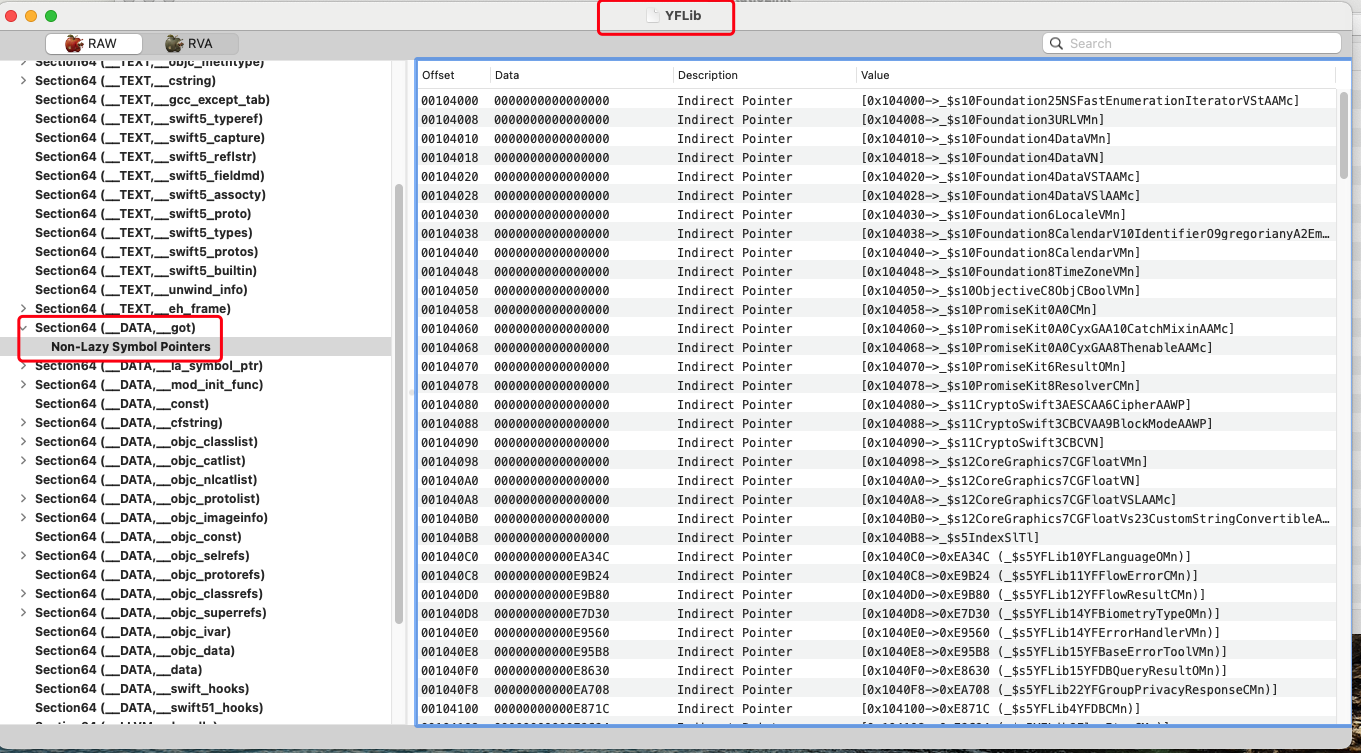 YFLib
RAW
RVA
Search
Section64 (__TEXT,__objc_methtype)
Section64 (__TEXT,__cstring)
Section64 (__TEXT,__gcc_except_tab)
Section64 (__TEXT,__swift5_typeref)
Section64 (__TEXT,__swift5_capture)
Section64 (__TEXT,__swift5_reflstr)
Section64 (__TEXT,__swift5_fieldmd)
Section64 (__TEXT,__swift5_assocty)
Section64 (__TEXT,__swift5_proto)
Section64 (__TEXT,__swift5_types)
Section64 (__TEXT,__swift5_protos)
Section64 (__TEXT,__swift5_builtin)
Section64 (__TEXT,__unwind_info)
Section64 (__TEXT,__eh_frame)
Section64 (__DATA,__got)
Non-Lazy Symbol Pointers
Section64 (__DATA,__la_symbol_ptr)
Section64 (__DATA,__mod_init_func)
Section64 (__DATA,__const)
Section64 (__DATA,__cfstring)
Section64 (__DATA,__objc_classlist)
Section64 (__DATA,__objc_catlist)
Section64 (__DATA,__objc_nlcatlist)
Section64 (__DATA,__objc_protolist)
Section64 (__DATA,__objc_imageinfo)
Section64 (__DATA,__objc_const)
Section64 (__DATA,__objc_selrefs)
Section64 (__DATA,__objc_protorefs)
Section64 (__DATA,__objc_classrefs)
Section64 (__DATA,__objc_superrefs)
Section64 (__DATA,__objc_ivar)
Section64 (__DATA,__objc_data)
Section64 (__DATA,__data)
Section64 (__DATA,__swift_hooks)
Section64 (__DATA,__swift51_hooks)
Offset Data Description Value
00104000 0000000000000000 Indirect Pointer [0x104000->_$s10Foundation25NSFastEnumerationIteratorVStAAMc]
00104008 0000000000000000 Indirect Pointer [0x104008->_$s10Foundation3URLVMn]
00104010 0000000000000000 Indirect Pointer [0x104010->_$s10Foundation4DataVMn]
00104018 0000000000000000 Indirect Pointer [0x104018->_$s10Foundation4DataVN]
00104020 0000000000000000 Indirect Pointer [0x104020->_$s10Foundation4DataVSTAAMc]
00104028 0000000000000000 Indirect Pointer [0x104028->_$s10Foundation4DataVSlAAMc]
00104030 0000000000000000 Indirect Pointer [0x104030->_$s10Foundation6LocaleVMn]
00104038 0000000000000000 Indirect Pointer [0x104038->_$s10Foundation8CalendarV10IdentifierO9gregorianyA2Em…
00104040 0000000000000000 Indirect Pointer [0x104040->_$s10Foundation8CalendarVMn]
00104048 0000000000000000 Indirect Pointer [0x104048->_$s10Foundation8TimeZoneVMn]
00104050 0000000000000000 Indirect Pointer [0x104050->_$s10ObjectiveC8ObjCBoolVMn]
00104058 0000000000000000 Indirect Pointer [0x104058->_$s10PromiseKit0A0CMn]
00104060 0000000000000000 Indirect Pointer [0x104060->_$s10PromiseKit0A0CyxGAA10CatchMixinAAMc]
00104068 0000000000000000 Indirect Pointer [0x104068->_$s10PromiseKit0A0CyxGAA8ThenableAAMc]
00104070 0000000000000000 Indirect Pointer [0x104070->_$s10PromiseKit6ResultOMn]
00104078 0000000000000000 Indirect Pointer [0x104078->_$s10PromiseKit8ResolverCMn]
00104080 0000000000000000 Indirect Pointer [0x104080->_$s11CryptoSwift3AESCAA6CipherAAWP]
00104088 0000000000000000 Indirect Pointer [0x104088->_$s11CryptoSwift3CBCVAA9BlockModeAAWP]
00104090 0000000000000000 Indirect Pointer [0x104090->_$s11CryptoSwift3CBCVN]
00104098 0000000000000000 Indirect Pointer [0x104098->_$s12CoreGraphics7CGFloatVMn]
001040A0 0000000000000000 Indirect Pointer [0x1040A0->_$s12CoreGraphics7CGFloatVN]
001040A8 0000000000000000 Indirect Pointer [0x1040A8->_$s12CoreGraphics7CGFloatVSLAAMc]
001040B0 0000000000000000 Indirect Pointer [0x1040B0->_$s12CoreGraphics7CGFloatVs23CustomStringConvertibleA…
001040B8 0000000000000000 Indirect Pointer [0x1040B8->_$s5IndexSlTl]
001040C0 00000000000EA34C Indirect Pointer [0x1040C0->0xEA34C (_$s5YFLib10YFLanguageOMn)]
001040C8 00000000000E9B24 Indirect Pointer [0x1040C8->0xE9B24 (_$s5YFLib11YFFlowErrorCMn)]
001040D0 00000000000E9B80 Indirect Pointer [0x1040D0->0xE9B80 (_$s5YFLib12YFFlowResultCMn)]
001040D8 00000000000E7D30 Indirect Pointer [0x1040D8->0xE7D30 (_$s5YFLib14YFBiometryTypeOMn)]
001040E0 00000000000E9560 Indirect Pointer [0x1040E0->0xE9560 (_$s5YFLib14YFErrorHandlerVMn)]
001040E8 00000000000E95B8 Indirect Pointer [0x1040E8->0xE95B8 (_$s5YFLib15YFBaseErrorToolVMn)]
001040F0 00000000000E8630 Indirect Pointer [0x1040F0->0xE8630 (_$s5YFLib15YFDBQueryResultOMn)]
001040F8 00000000000EA708 Indirect Pointer [0x1040F8->0xEA708 (_$s5YFLib22YFGroupPrivacyResponseCMn)]
00104100 00000000000E871C Indirect Pointer [0x104100->0xE871C (_$s5YFLib4YFDBCMn)]